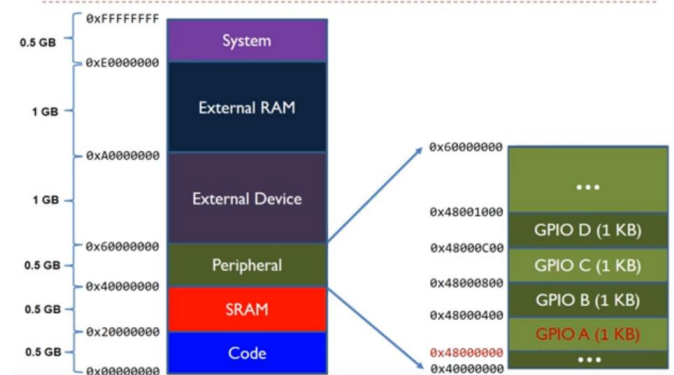 0xFFFFFFFF
0.5 GB
System
0xE0000000
1 GB
External RAM
0xA0000000
1 GB
External Device
0x60000000
0.5 GB
Peripheral
0x40000000
0.5 GB
SRAM
0x20000000
0.5 GB
Code
0x00000000
0x60000000
...
0x48001000
GPIO D (1 KB)
0x48000C00
GPIO C (1 KB)
0x48000800
GPIO B (1 KB)
0x48000400
GPIO A (1 KB)
0x48000000
...
0x40000000